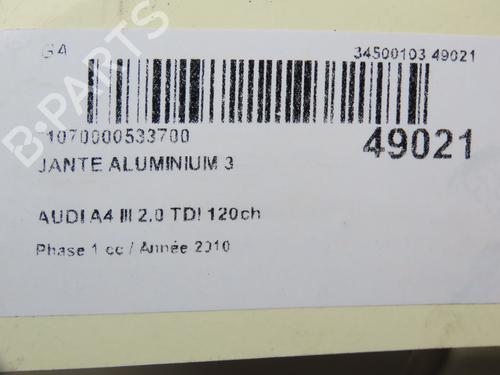 GA 34500103 49021
1070000533700 49021
JANTE ALUMINIUM 3
AUDI A4 III 2.0 TDI 120ch
Phase 1 cc / Année 2010
B-PARTS